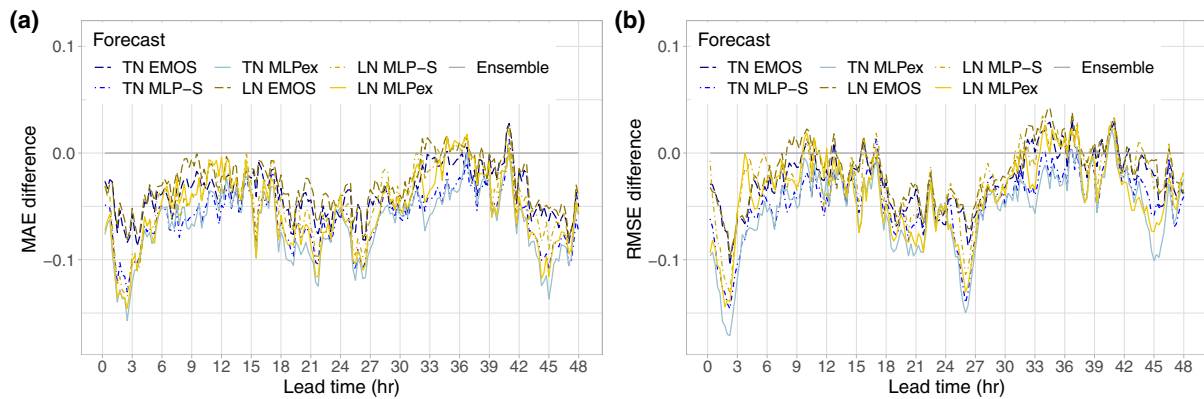 (a)
Forecast
TN EMOS TN MLPex LN MLP−S Ensemble
TN MLP−S LN EMOS LN MLPex
0.1
0.0
−0.1
MAE difference
0 3 6 9 12 15 18 21 24 27 30 33 36 39 42 45 48
Lead time (hr)
(b)
Forecast
TN EMOS TN MLPex LN MLP−S Ensemble
TN MLP−S LN EMOS LN MLPex
0.1
0.0
−0.1
RMSE difference
0 3 6 9 12 15 18 21 24 27 30 33 36 39 42 45 48
Lead time (hr)